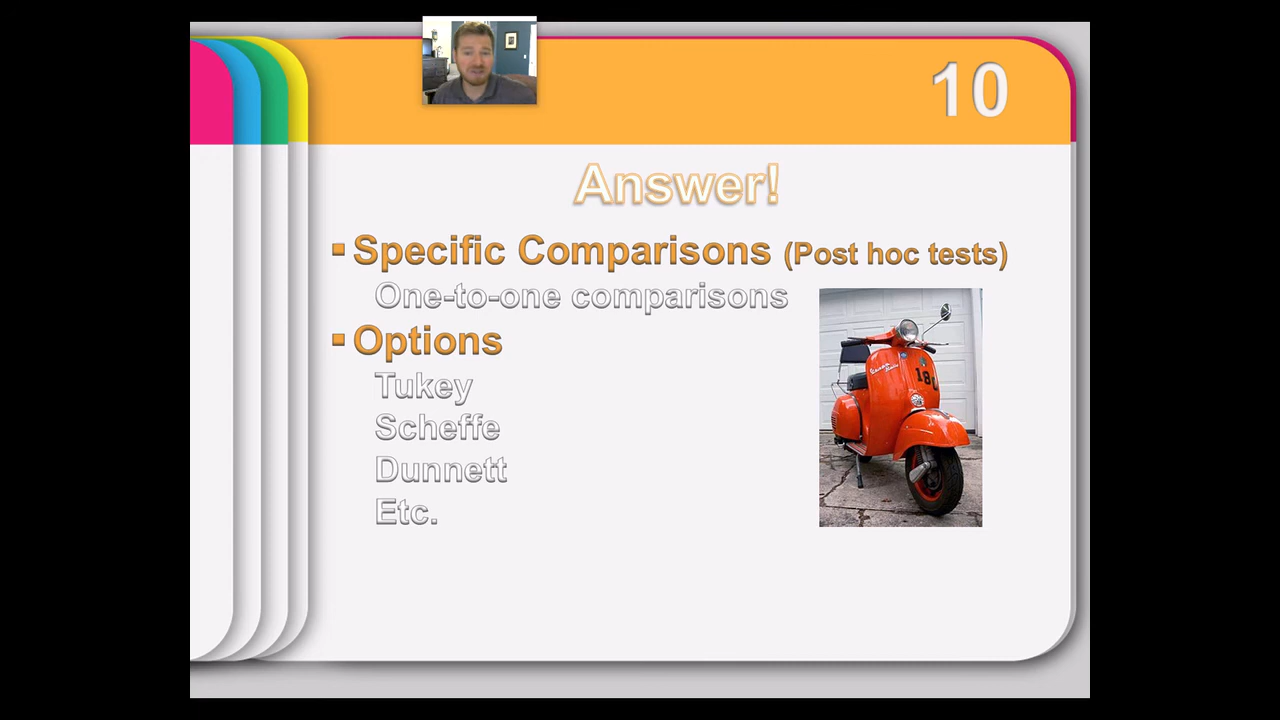 10
Answer!
Specific Comparisons (Post hoc tests)
One-to-one comparisons
Options
Tukey
Scheffe
Dunnett
Etc.